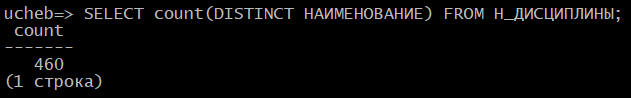 ucheb=> SELECT count(DISTINCT НАИМЕНОВАНИЕ) FROM Н_ДИСЦИПЛИНЫ;
count
-------
460
(1 строка)